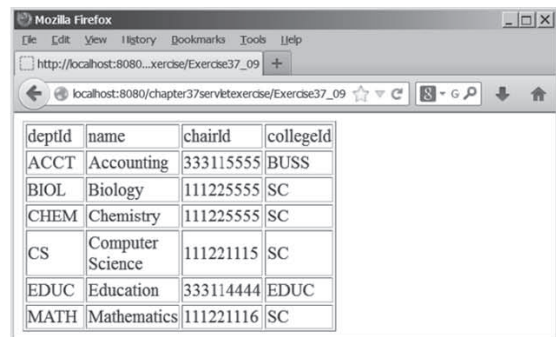 Mozilla Firefox
File Edit View History Bookmarks Tools Help
http://localhost:8080...xercise/Exercise37_09 +
localhost:8080/chapter37servletexercise/Exercise37_09 8 G
deptId name chairId collegeId
ACCT Accounting 333115555 BUSS
BIOL Biology 111225555 SC
CHEM Chemistry 111225555 SC
CS Computer Science 111221115 SC
EDUC Education 333114444 EDUC
MATH Mathematics 111221116 SC